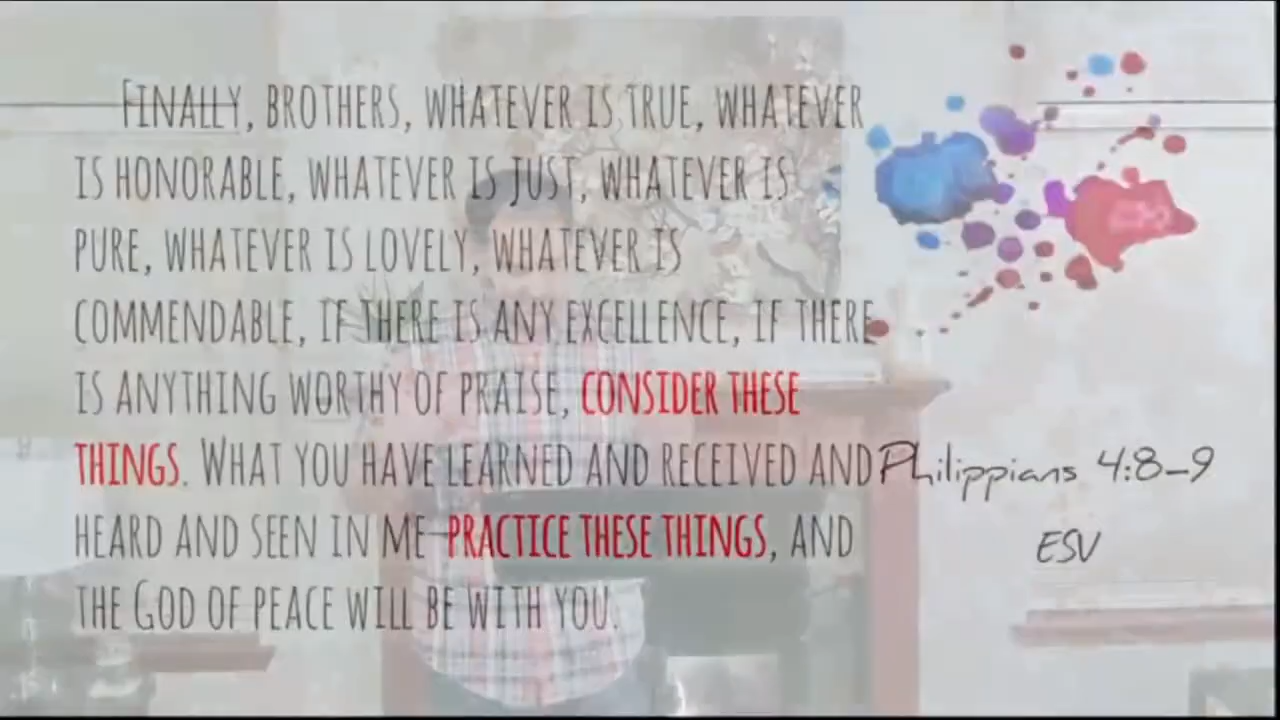 Finally, brothers, whatever is true, whatever
is honorable, whatever is just, whatever is
pure, whatever is lovely, whatever is
commendable, if there is any excellence, if there
is anything worthy of praise, consider these
things. What you have learned and received and
heard and seen in me—practice these things, and
the God of peace will be with you.
Philippians 4:8–9
ESV